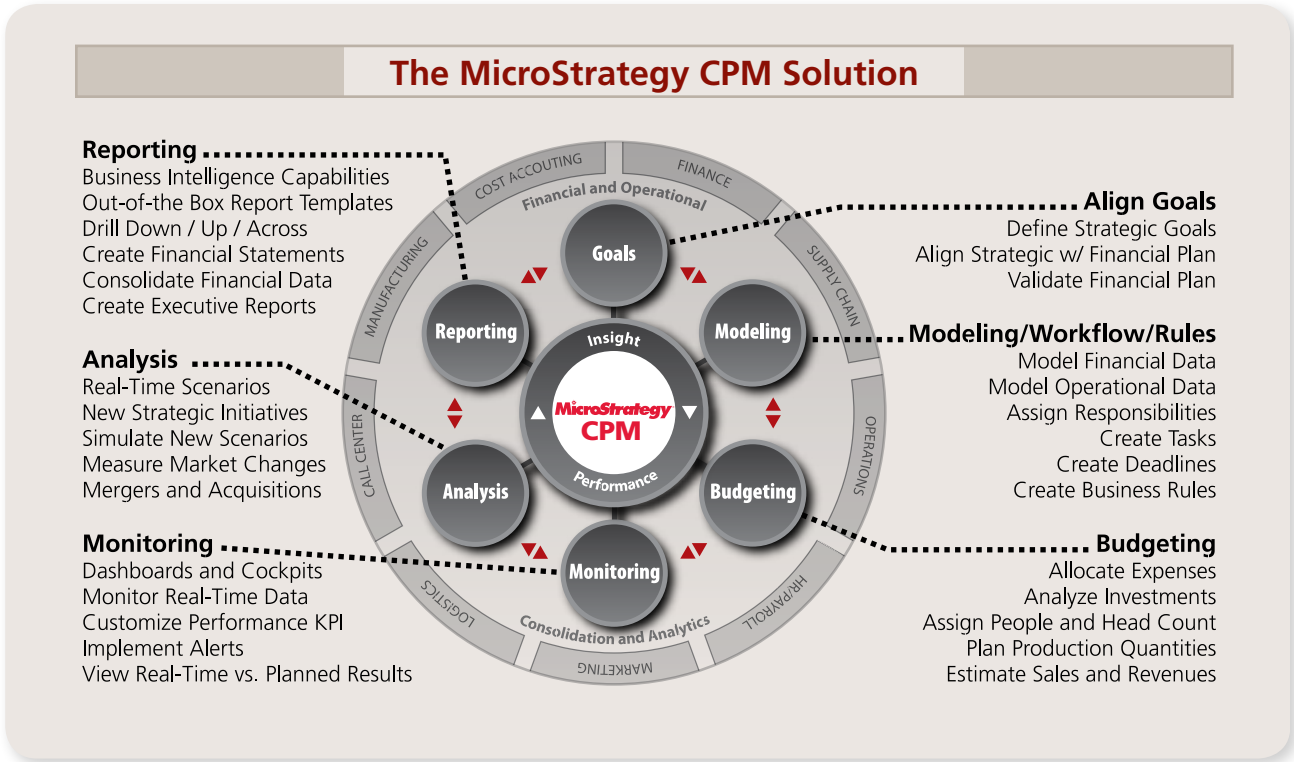 The MicroStrategy CPM Solution
Reporting
Business Intelligence Capabilities
Out-of-the Box Report Templates
Drill Down / Up / Across
Create Financial Statements
Consolidate Financial Data
Create Executive Reports
Analysis
Real-Time Scenarios
New Strategic Initiatives
Simulate New Scenarios
Measure Market Changes
Mergers and Acquisitions
Monitoring
Dashboards and Cockpits
Monitor Real-Time Data
Customize Performance KPI
Implement Alerts
View Real-Time vs. Planned Results
COST ACCOUTING
FINANCE
SUPPLY CHAIN
OPERATIONS
HR/PAYROLL
MARKETING
LOGISTICS
CALL CENTER
MANUFACTURING
Financial and Operational
Goals
Modeling
Budgeting
Monitoring
Analysis
Reporting
Insight
MicroStrategy
CPM
Performance
Consolidation and Analytics
Align Goals
Define Strategic Goals
Align Strategic w/ Financial Plan
Validate Financial Plan
Modeling/Workflow/Rules
Model Financial Data
Model Operational Data
Assign Responsibilities
Create Tasks
Create Deadlines
Create Business Rules
Budgeting
Allocate Expenses
Analyze Investments
Assign People and Head Count
Plan Production Quantities
Estimate Sales and Revenues